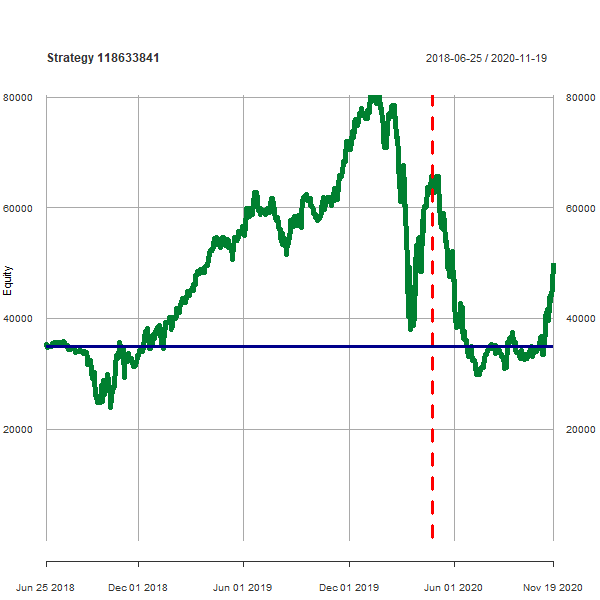 Strategy 118633841 2018-06-25 / 2020-11-19
80000 80000
60000 60000
Equity
40000 40000
20000 20000
Jun 25 2018 Dec 01 2018 Jun 01 2019 Dec 01 2019 Jun 01 2020 Nov 19 2020